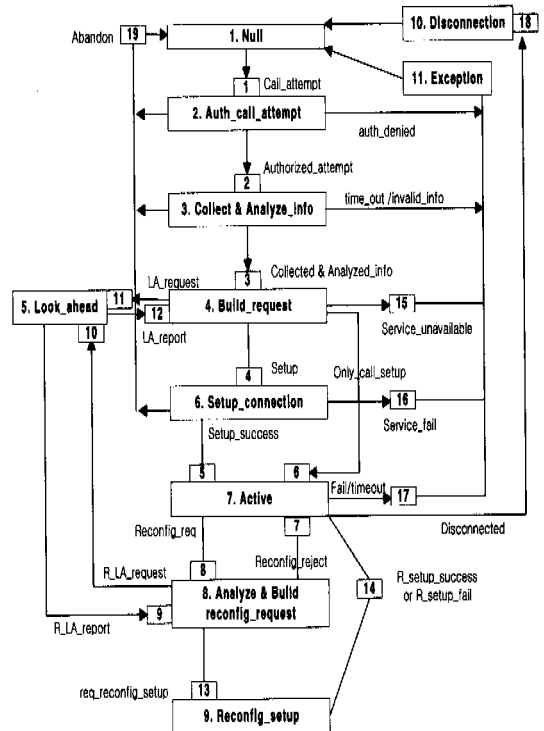 10. Disconnection
18
Abandon
19
1. Null
11. Exception
1
Call_attempt
2. Auth_call_attempt
auth_denied
Authorized_attempt
2
time_out /invalid_info
3. Collect & Analyze_info
LA_request
3
Collected & Analyzed_info
11
5. Look_ahead
4. Build_request
15
12
10
LA_report
Service_unavailable
4
Setup
Only_call_setup
6. Setup_connection
16
Setup_success
Service_fail
5
6
Fail/timeout
7. Active
17
7
Disconnected
Reconfig_req
Reconfig_reject
R_LA_request
8
R_setup_success
or R_setup_fail
14
8. Analyze & Build
reconfig_request
9
R_LA_report
req_reconfig_setup
13
9. Reconfig_setup